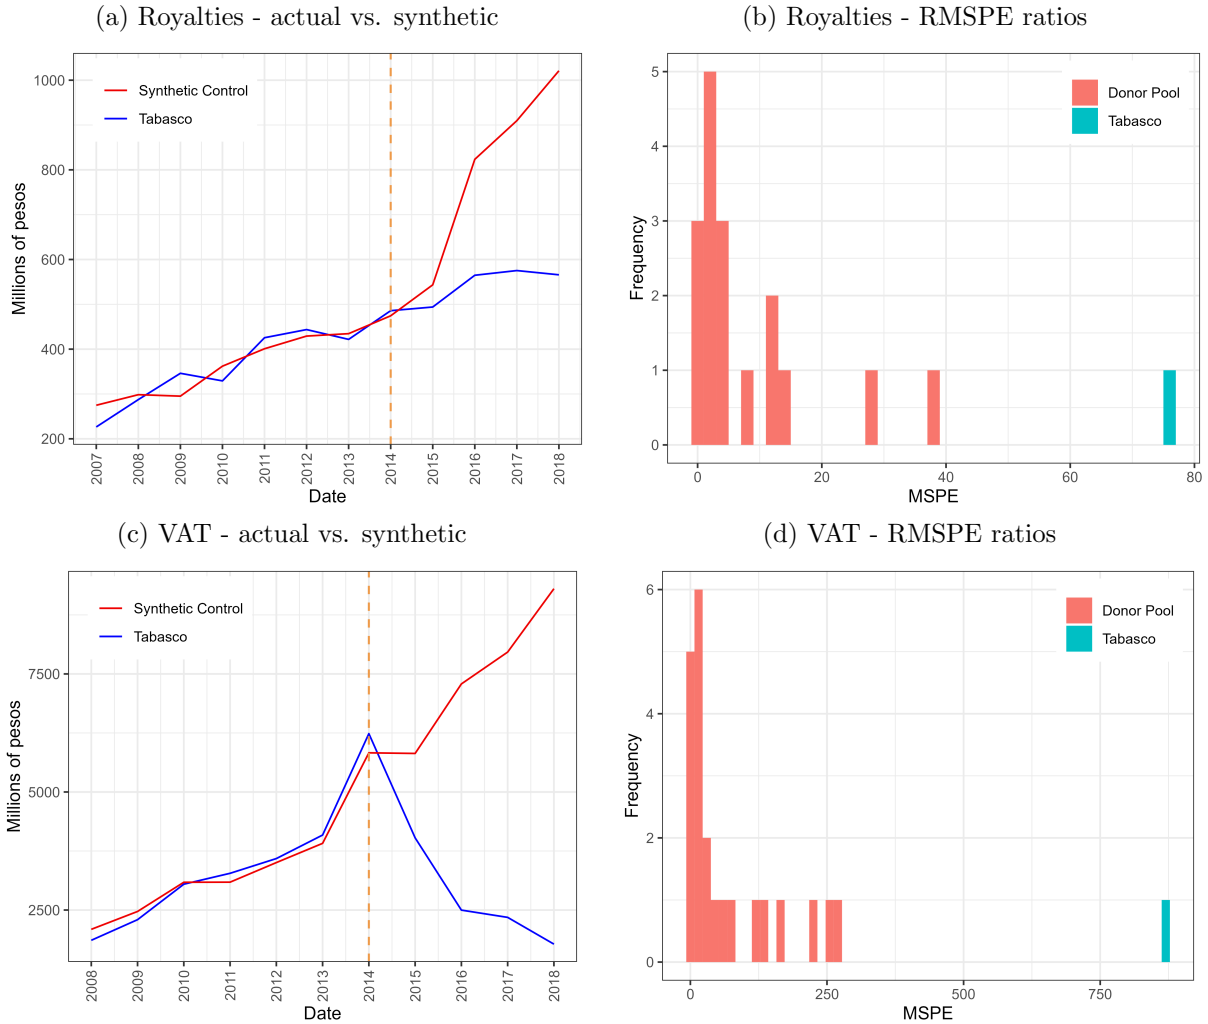 (a) Royalties - actual vs. synthetic
Millions of pesos
1000
800
600
400
200
Synthetic Control
Tabasco
2007 2008 2009 2010 2011 2012 2013 2014 2015 2016 2017 2018
Date
(b) Royalties - RMSPE ratios
Frequency
5
4
3
2
1
0
Donor Pool
Tabasco
0 20 40 60 80
MSPE
(c) VAT - actual vs. synthetic
Millions of pesos
7500
5000
2500
Synthetic Control
Tabasco
2008 2009 2010 2011 2012 2013 2014 2015 2016 2017 2018
Date
(d) VAT - RMSPE ratios
Frequency
6
4
2
0
Donor Pool
Tabasco
0 250 500 750
MSPE